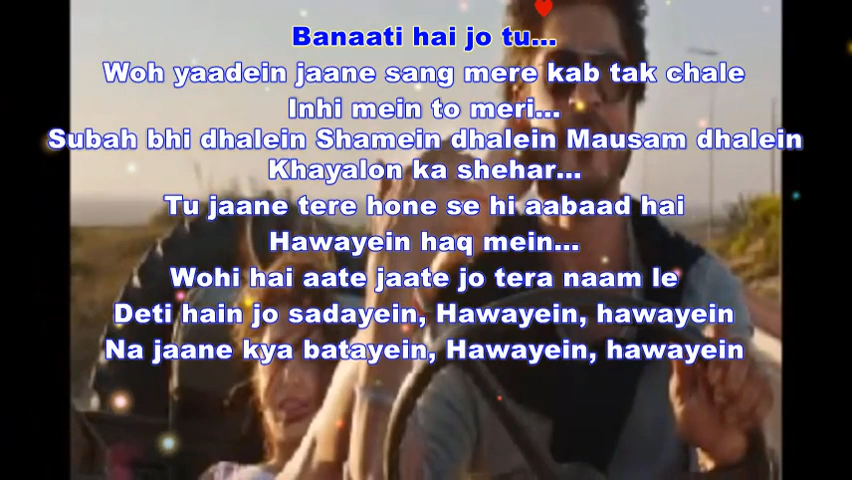 Banaati hai jo tu...
Woh yaadein jaane sang mere kab tak chale
Inhi mein to meri...
Subah bhi dhalein Shamein dhalein Mausam dhalein
Khayalon ka shehar...
Tu jaane tere hone se hi aabaad hai
Hawayein haq mein...
Wohi hai aate jaate jo tera naam le
Deti hain jo sadayein, Hawayein, hawayein
Na jaane kya batayein, Hawayein, hawayein